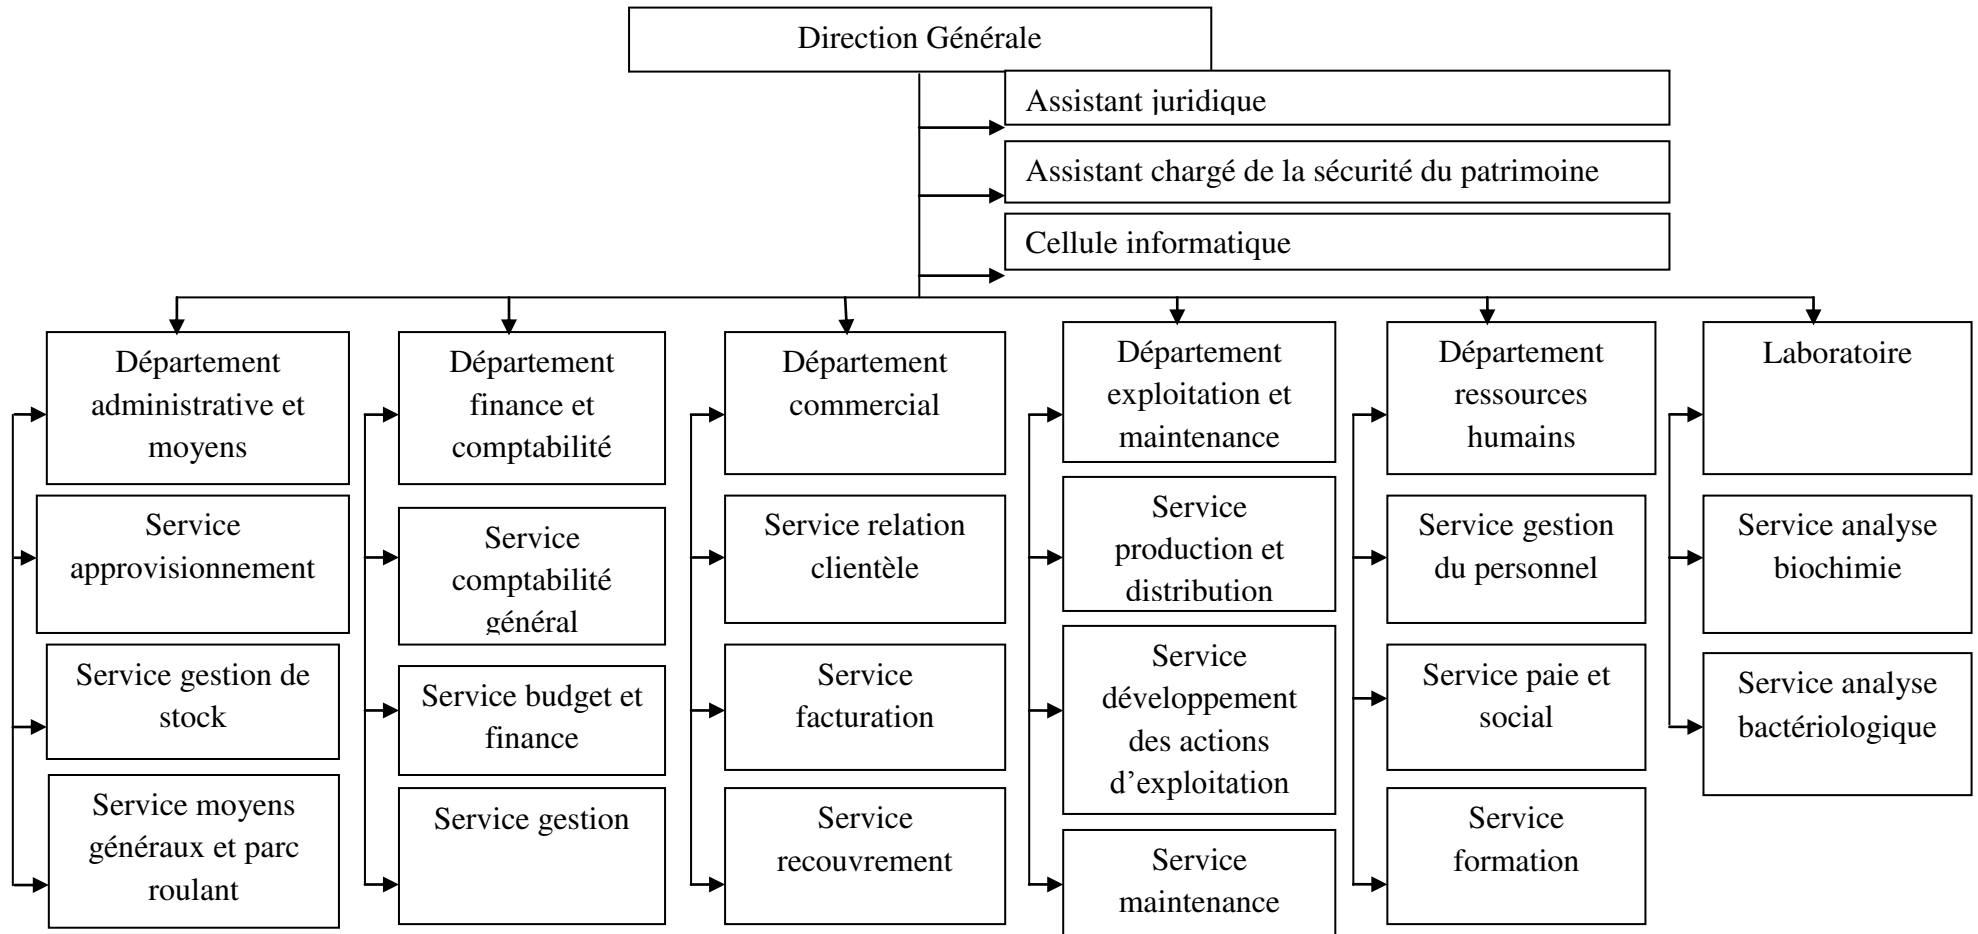 Direction Générale
Assistant juridique
Assistant chargé de la sécurité du patrimoine
Cellule informatique
Département
administrative et
moyens
Service
approvisionnement
Service gestion de
stock
Service moyens
généraux et parc
roulant
Département
finance et
comptabilité
Service
comptabilité
général
Service budget et
finance
Service gestion
Département
commercial
Service relation
clientèle
Service
facturation
Service
recouvrement
Département
exploitation et
maintenance
Service
production et
distribution
Service
développement
des actions
d’exploitation
Service
maintenance
Département
ressources
humains
Service gestion
du personnel
Service paie et
social
Service
formation
Laboratoire
Service analyse
biochimie
Service analyse
bactériologique